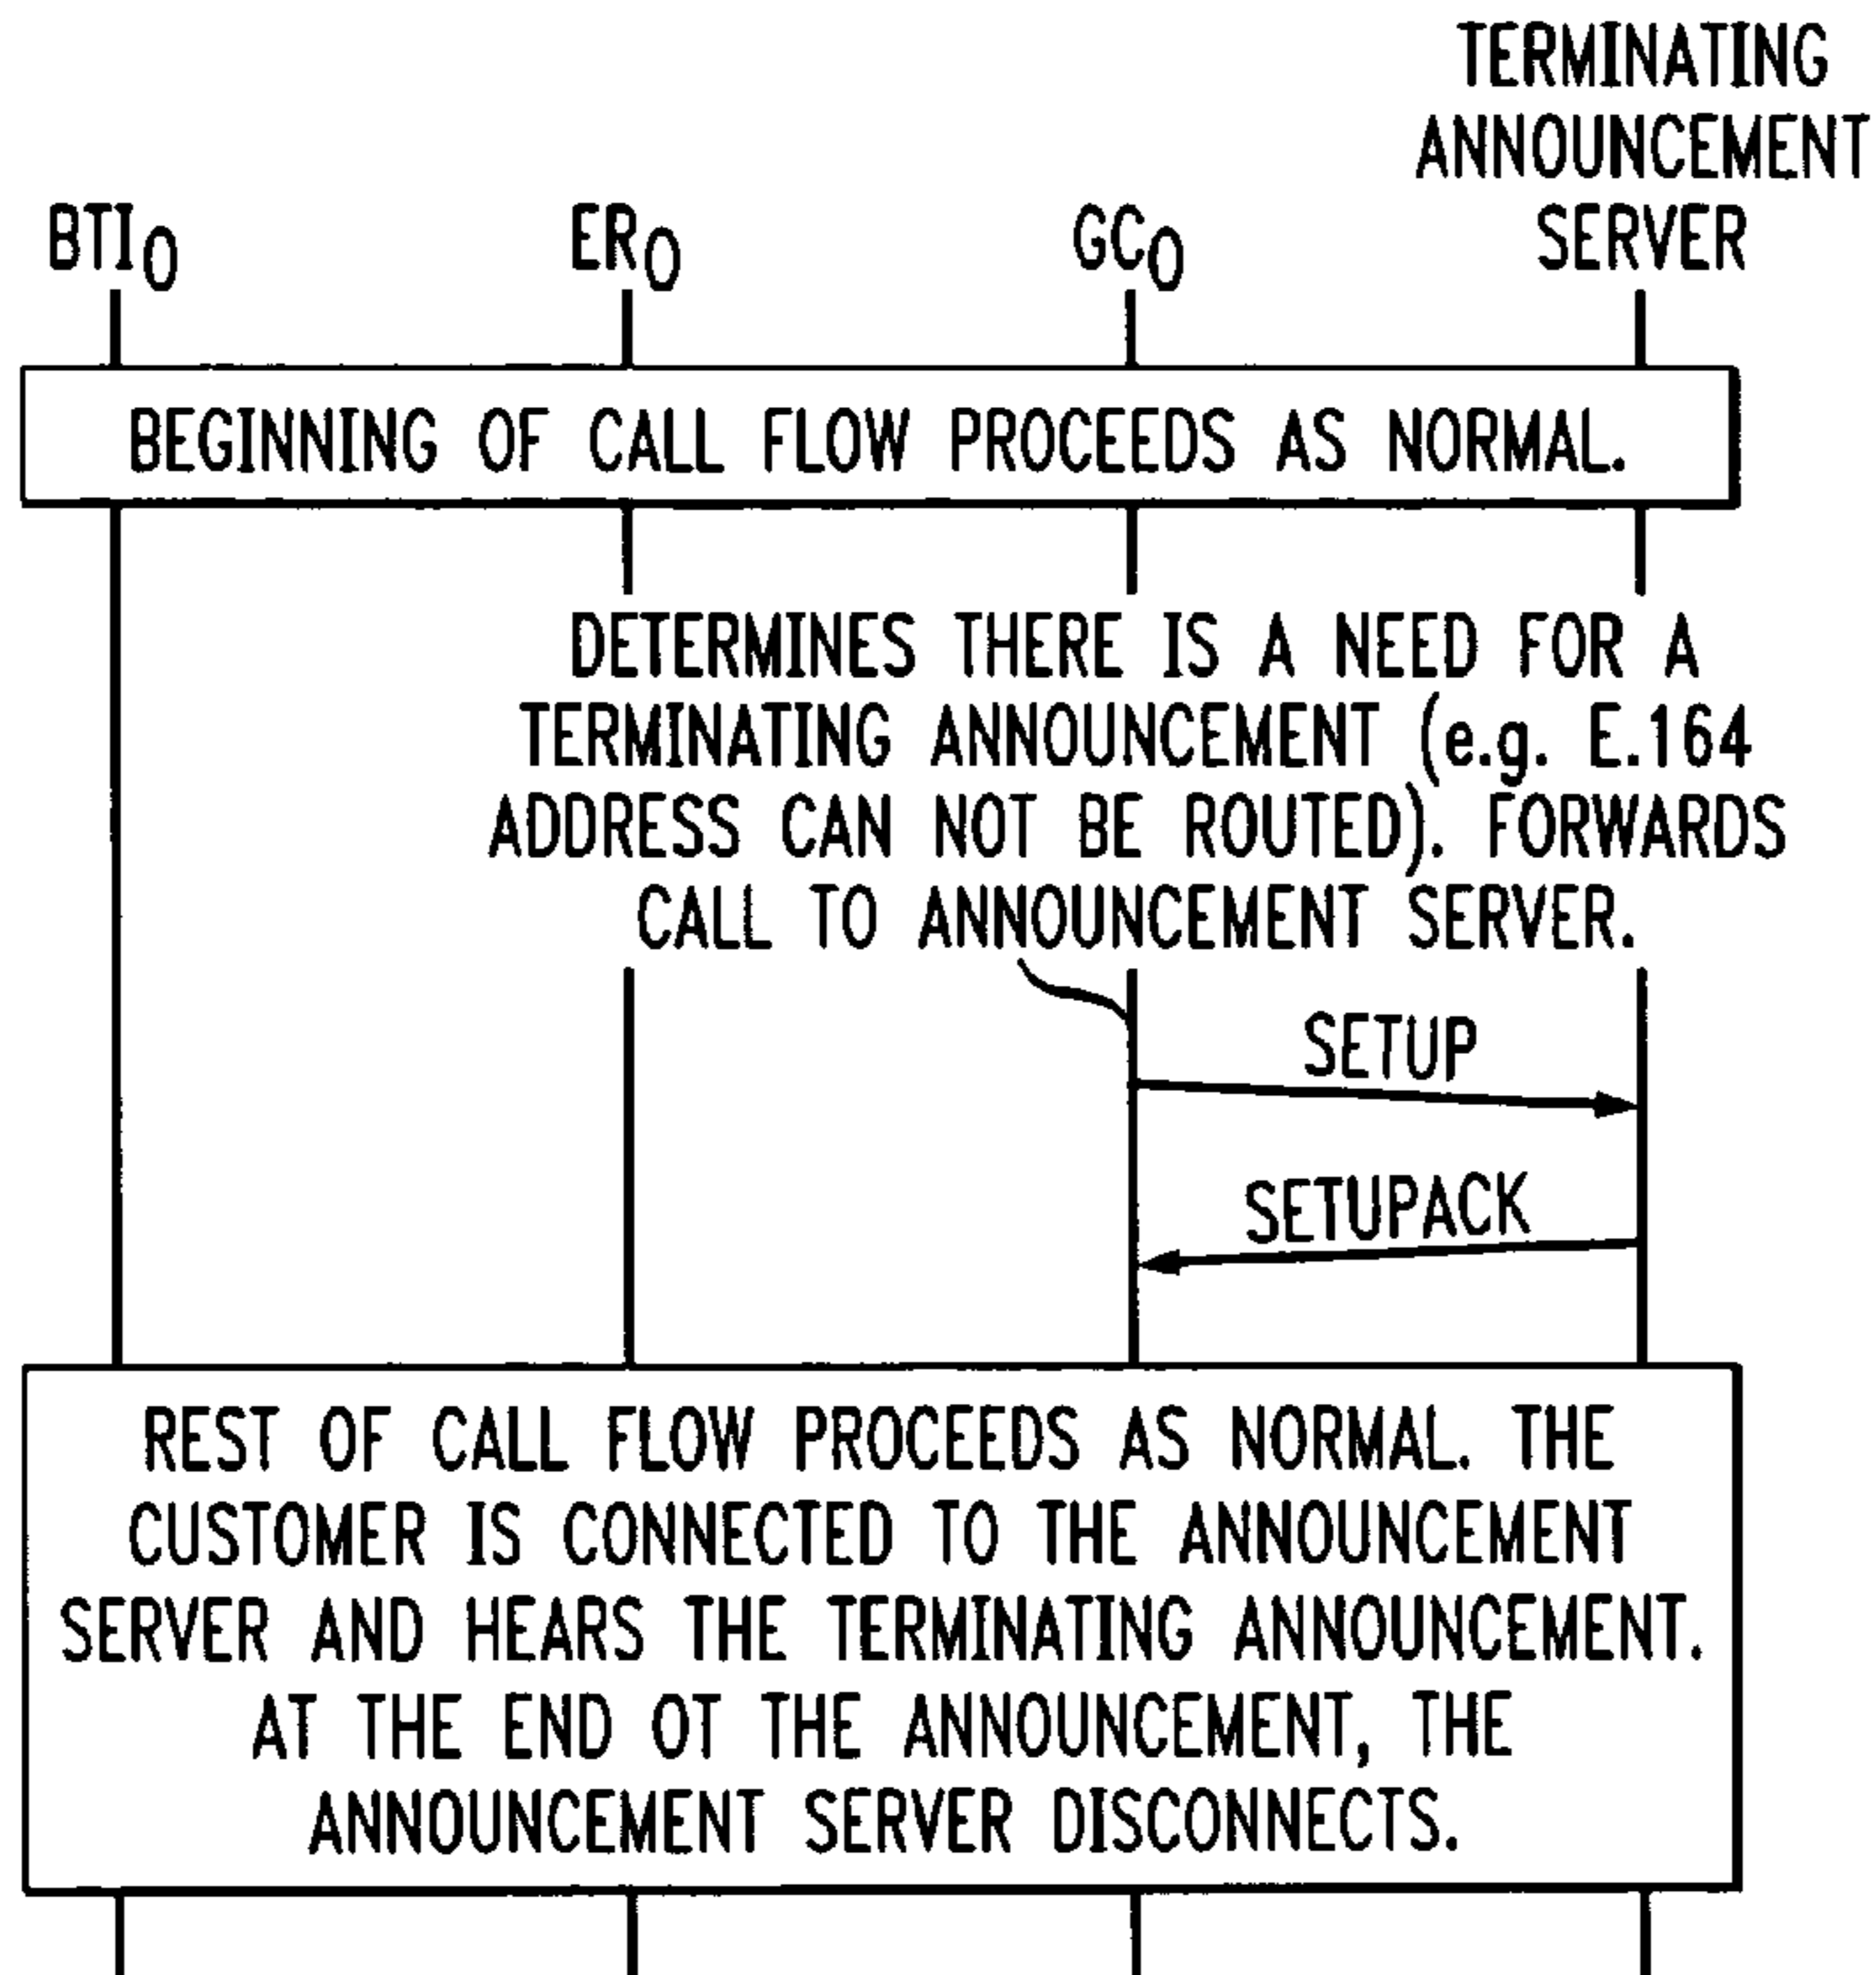 TERMINATING
ANNOUNCEMENT
SERVER
BTIO ERO GCO
BEGINNING OF CALL FLOW PROCEEDS AS NORMAL.
DETERMINES THERE IS A NEED FOR A
TERMINATING ANNOUNCEMENT (e.g. E.164
ADDRESS CAN NOT BE ROUTED). FORWARDS
CALL TO ANNOUNCEMENT SERVER.
SETUP
SETUPACK
REST OF CALL FLOW PROCEEDS AS NORMAL. THE
CUSTOMER IS CONNECTED TO THE ANNOUNCEMENT
SERVER AND HEARS THE TERMINATING ANNOUNCEMENT.
AT THE END OT THE ANNOUNCEMENT, THE
ANNOUNCEMENT SERVER DISCONNECTS.